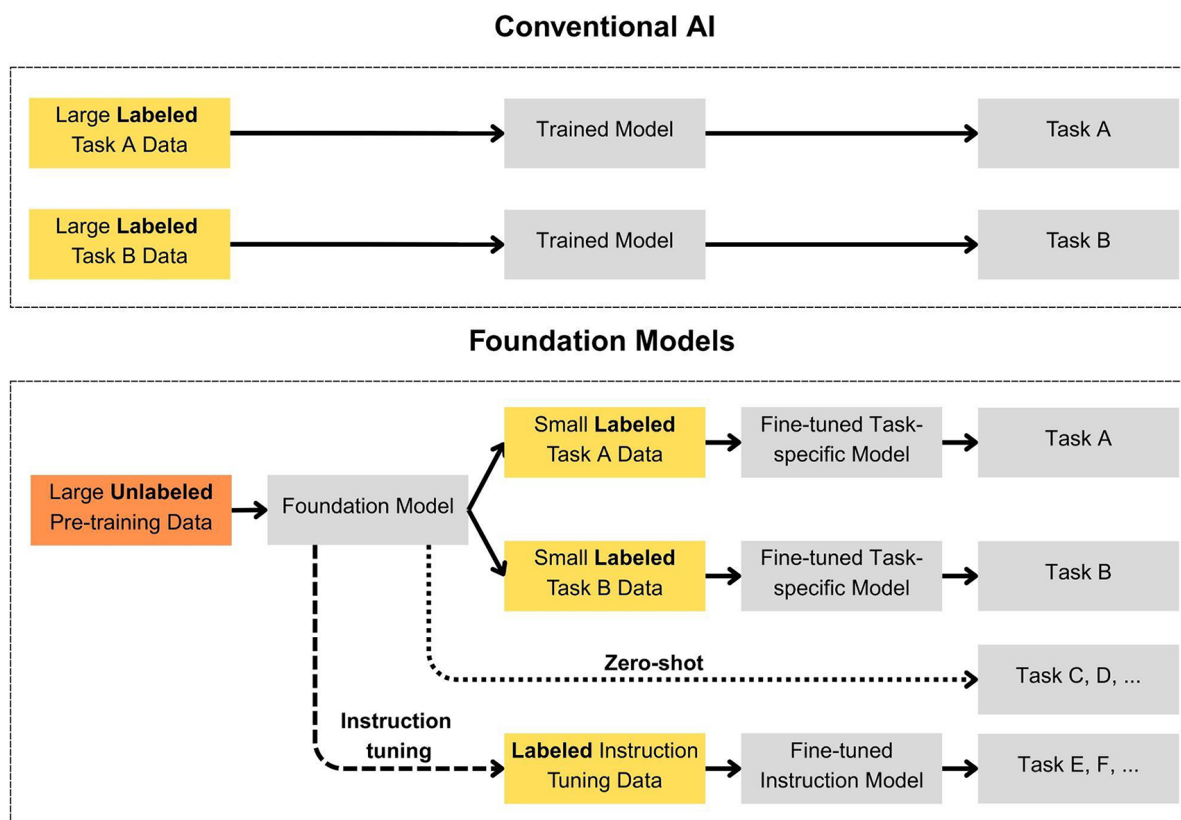 Conventional AI
Large Labeled
Task A Data
Trained Model
Task A
Large Labeled
Task B Data
Trained Model
Task B
Foundation Models
Large Unlabeled
Pre-training Data
Foundation Model
Small Labeled
Task A Data
Fine-tuned Task-
specific Model
Task A
Small Labeled
Task B Data
Fine-tuned Task-
specific Model
Task B
Zero-shot
Task C, D, ...
Instruction
tuning
Labeled Instruction
Tuning Data
Fine-tuned
Instruction Model
Task E, F, ...